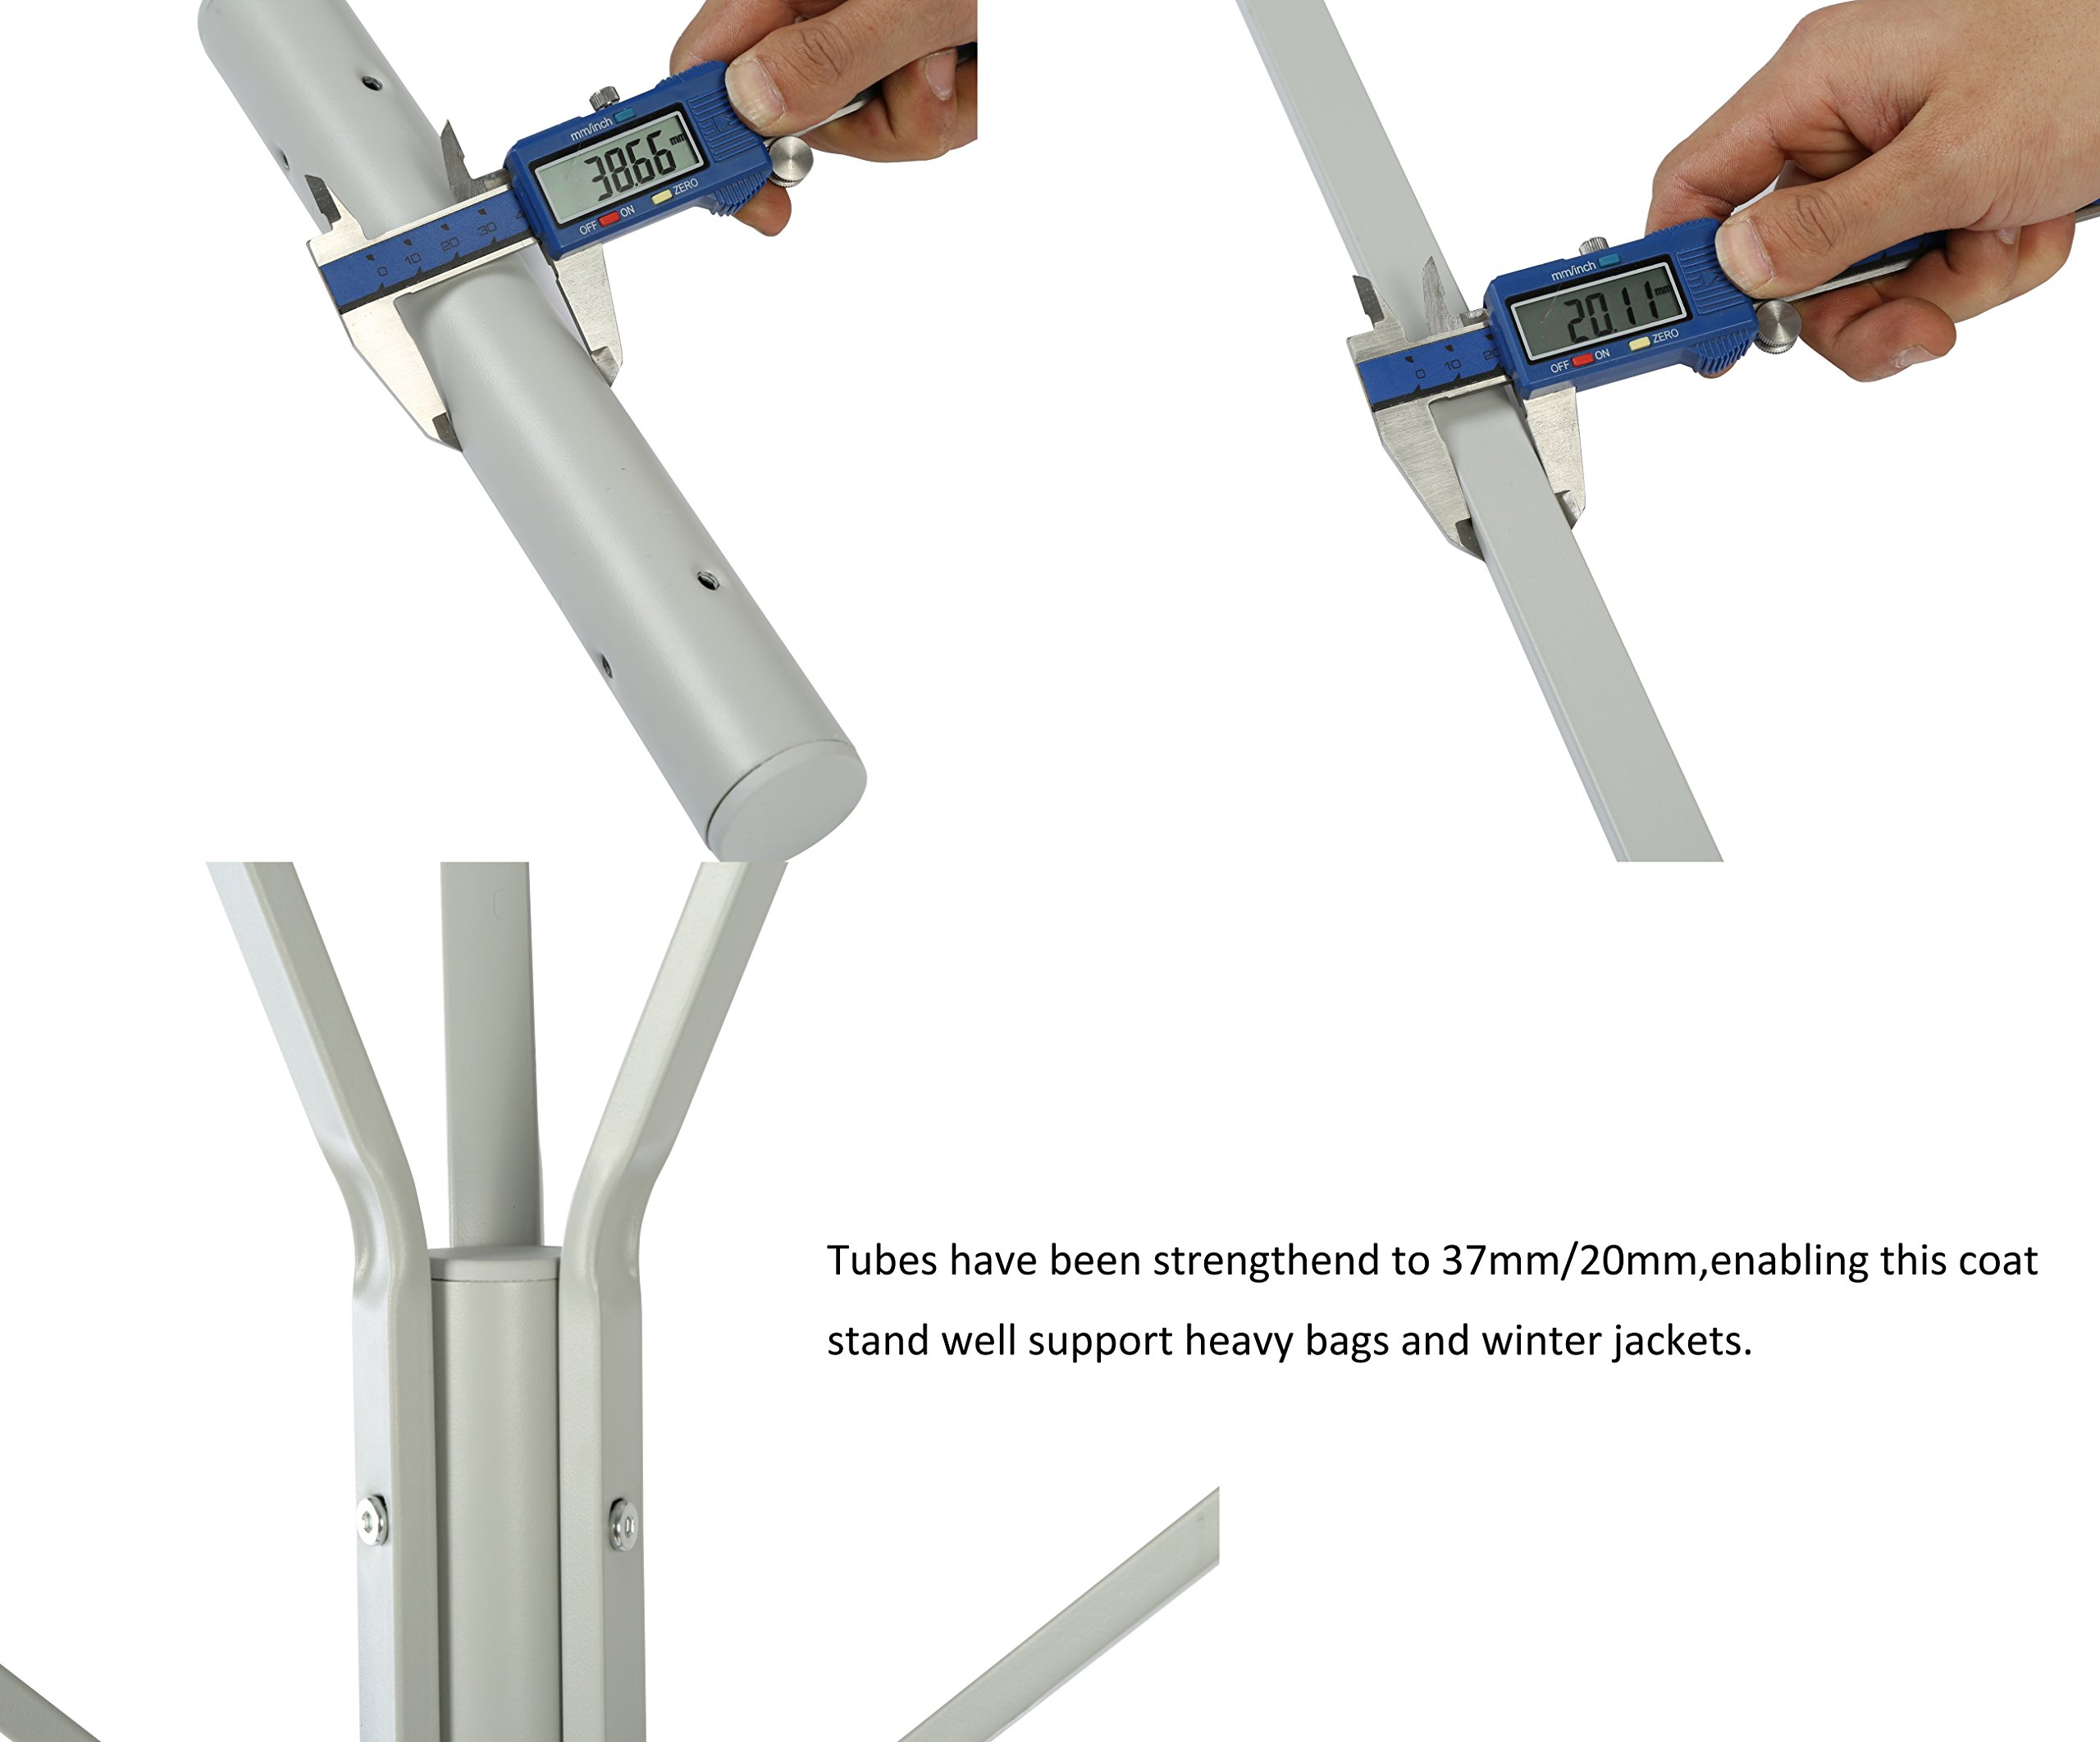 mm/inch
38.66 mm
OFF ON ZERO
0 10 20 30 4
mm/inch
20.11 mm
OFF ON ZERO
0 10 20
Tubes have been strengthend to 37mm/20mm,enabling this coat
stand well support heavy bags and winter jackets.